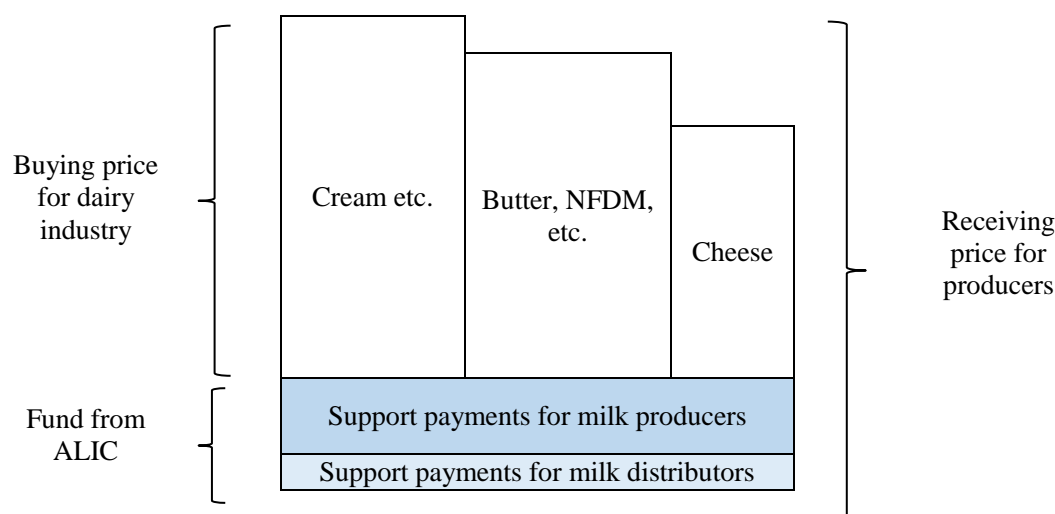 Buying price
for dairy
industry
Cream etc.
Butter, NFDM,
etc.
Cheese
Receiving
price for
producers
Fund from
ALIC
Support payments for milk producers
Support payments for milk distributors